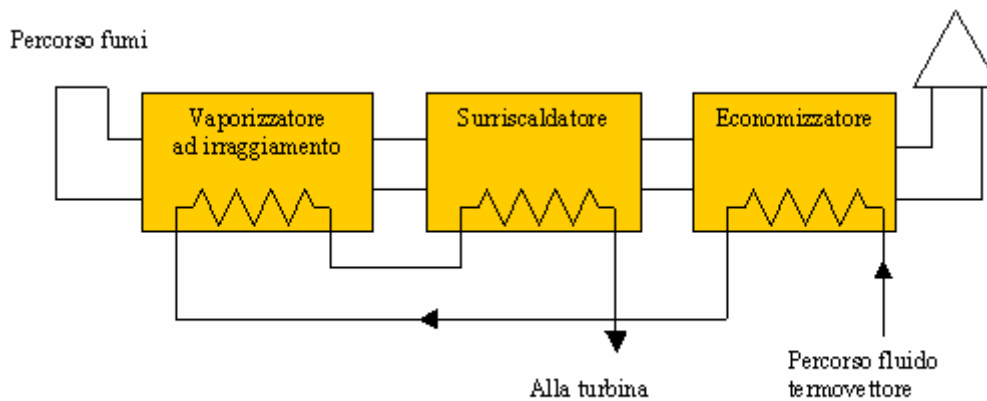 Percorso fumi
Vaporizzatore
ad irraggiamento
Surriscaldatore
Economizzatore
Alla turbina
Percorso fluido
termovettore